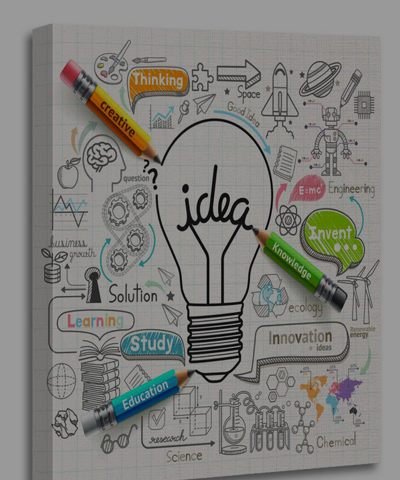 Thinking
Space
creative
Good Idea
question
??
idea
E=mc²
Engineering
Invent
business
growth
Knowledge
Solution
ecology
Learning
Innovation
+ ideas
Renewable
energy
Study
Education
research
Science
Chemical